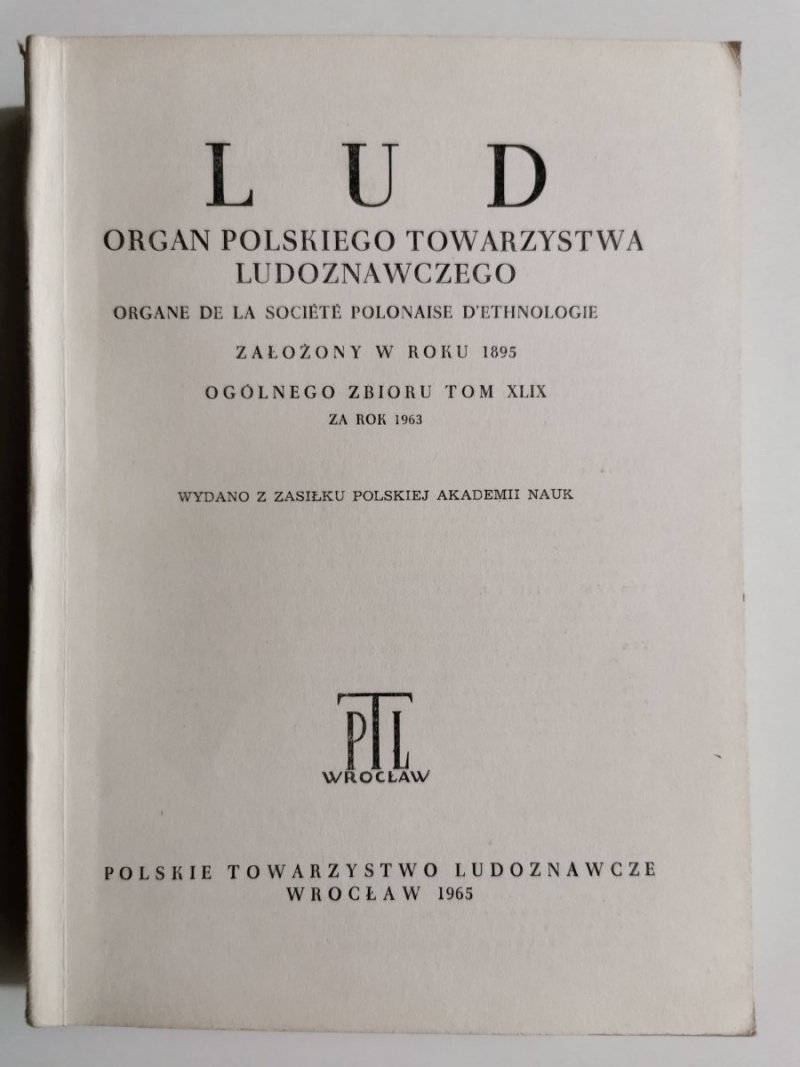 LUD
ORGAN POLSKIEGO TOWARZYSTWA
LUDOZNAWCZEGO
ORGANE DE LA SOCIÉTÉ POLONAISE D'ETHNOLOGIE
ZAŁOŻONY W ROKU 1895
OGÓLNEGO ZBIORU TOM XLIX
ZA ROK 1963
WYDANO Z ZASIŁKU POLSKIEJ AKADEMII NAUK
PTL
WROCŁAW
POLSKIE TOWARZYSTWO LUDOZNAWCZE
WROCŁAW 1965